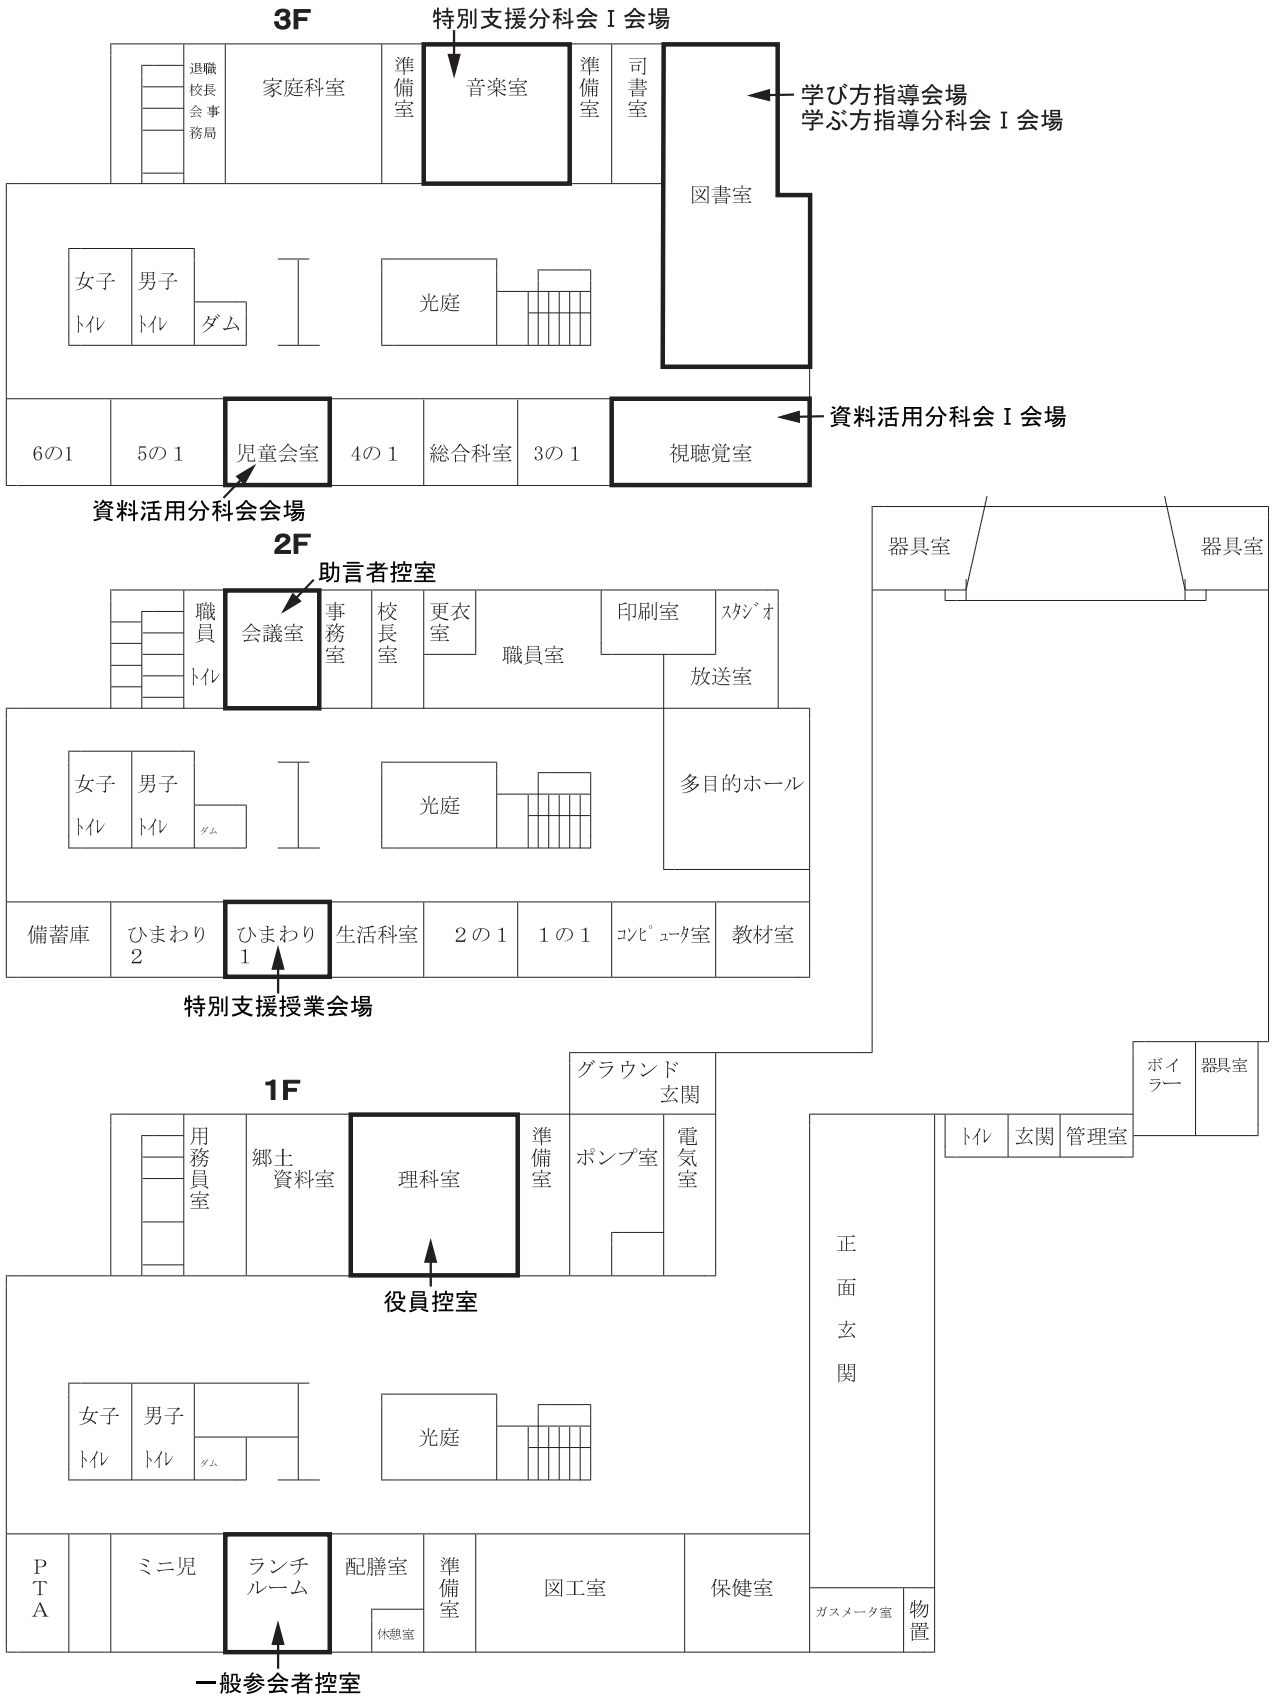 3F
特別支援分科会Ⅰ会場
退職
校長
会事
務局
家庭科室
準備室
音楽室
準備室
司書室
学び方指導会場
学ぶ方指導分科会Ⅰ会場
図書室
女子
トイレ
男子
トイレ
ダム
光庭
資料活用分科会Ⅰ会場
6の1
5の1
児童会室
4の1
総合科室
3の1
視聴覚室
資料活用分科会会場
2F
助言者控室
職員
トイレ
会議室
事務室
校長室
更衣
室
職員室
印刷室
スタジオ
放送室
器具室
器具室
女子
トイレ
男子
トイレ
ダム
光庭
多目的ホール
備蓄庫
ひまわり
2
ひまわり
1
生活科室
2の1
1の1
コンピュータ室
教材室
特別支援授業会場
1F
グラウンド
玄関
ボイ
ラー
器具室
用務員室
郷土
資料室
理科室
準備室
ポンプ室
電気室
トイレ
玄関
管理室
正面玄関
役員控室
女子
トイレ
男子
トイレ
ダム
光庭
PTA
ミニ児
ランチ
ルーム
配膳室
休憩室
準備室
図工室
保健室
ガスメータ室
物置
一般参会者控室